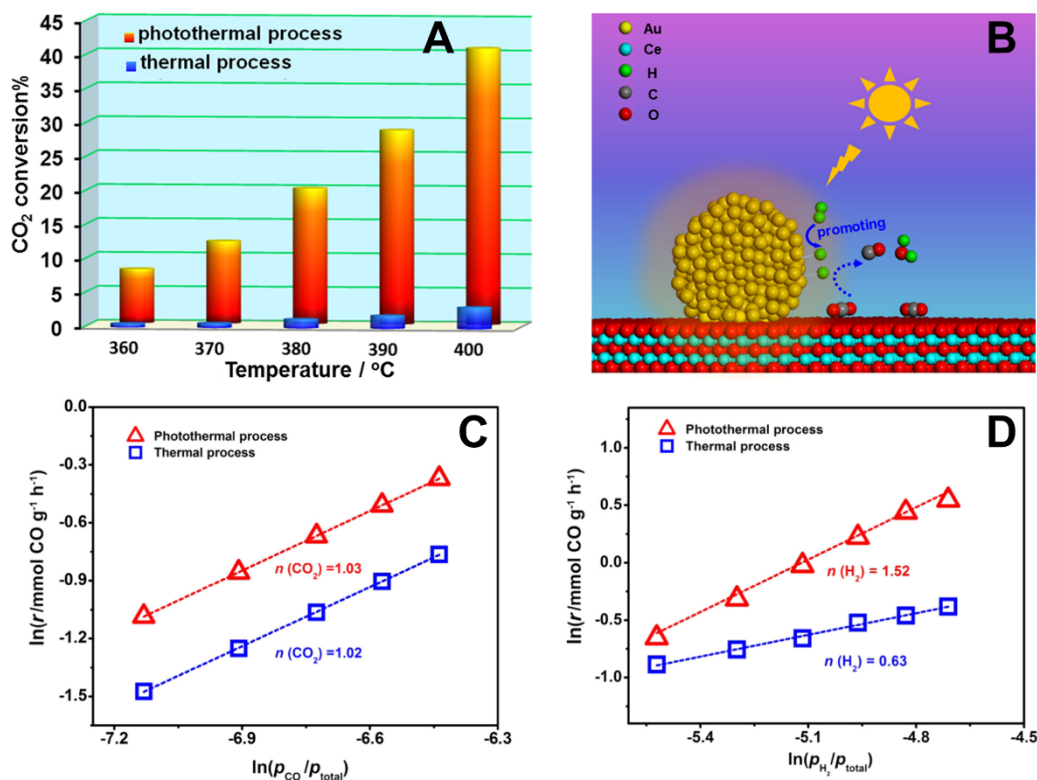 A
photothermal process
thermal process
CO₂ conversion%
45
40
35
30
25
20
15
10
5
0
360
370
380
390
400
Temperature / °C
B
Au
Ce
H
C
O
promoting
C
Photothermal process
Thermal process
ln(r/mmol CO g⁻¹ h⁻¹)
0.0
-0.3
-0.6
-0.9
-1.2
-1.5
n (CO₂) =1.03
n (CO₂) =1.02
-7.2
-6.9
-6.6
-6.3
ln(p_CO/p_total)
D
Photothermal process
Thermal process
ln(r/mmol CO g⁻¹ h⁻¹)
1.0
0.5
0.0
-0.5
-1.0
n (H₂) = 1.52
n (H₂) = 0.63
-5.4
-5.1
-4.8
-4.5
ln(p_H₂/p_total)